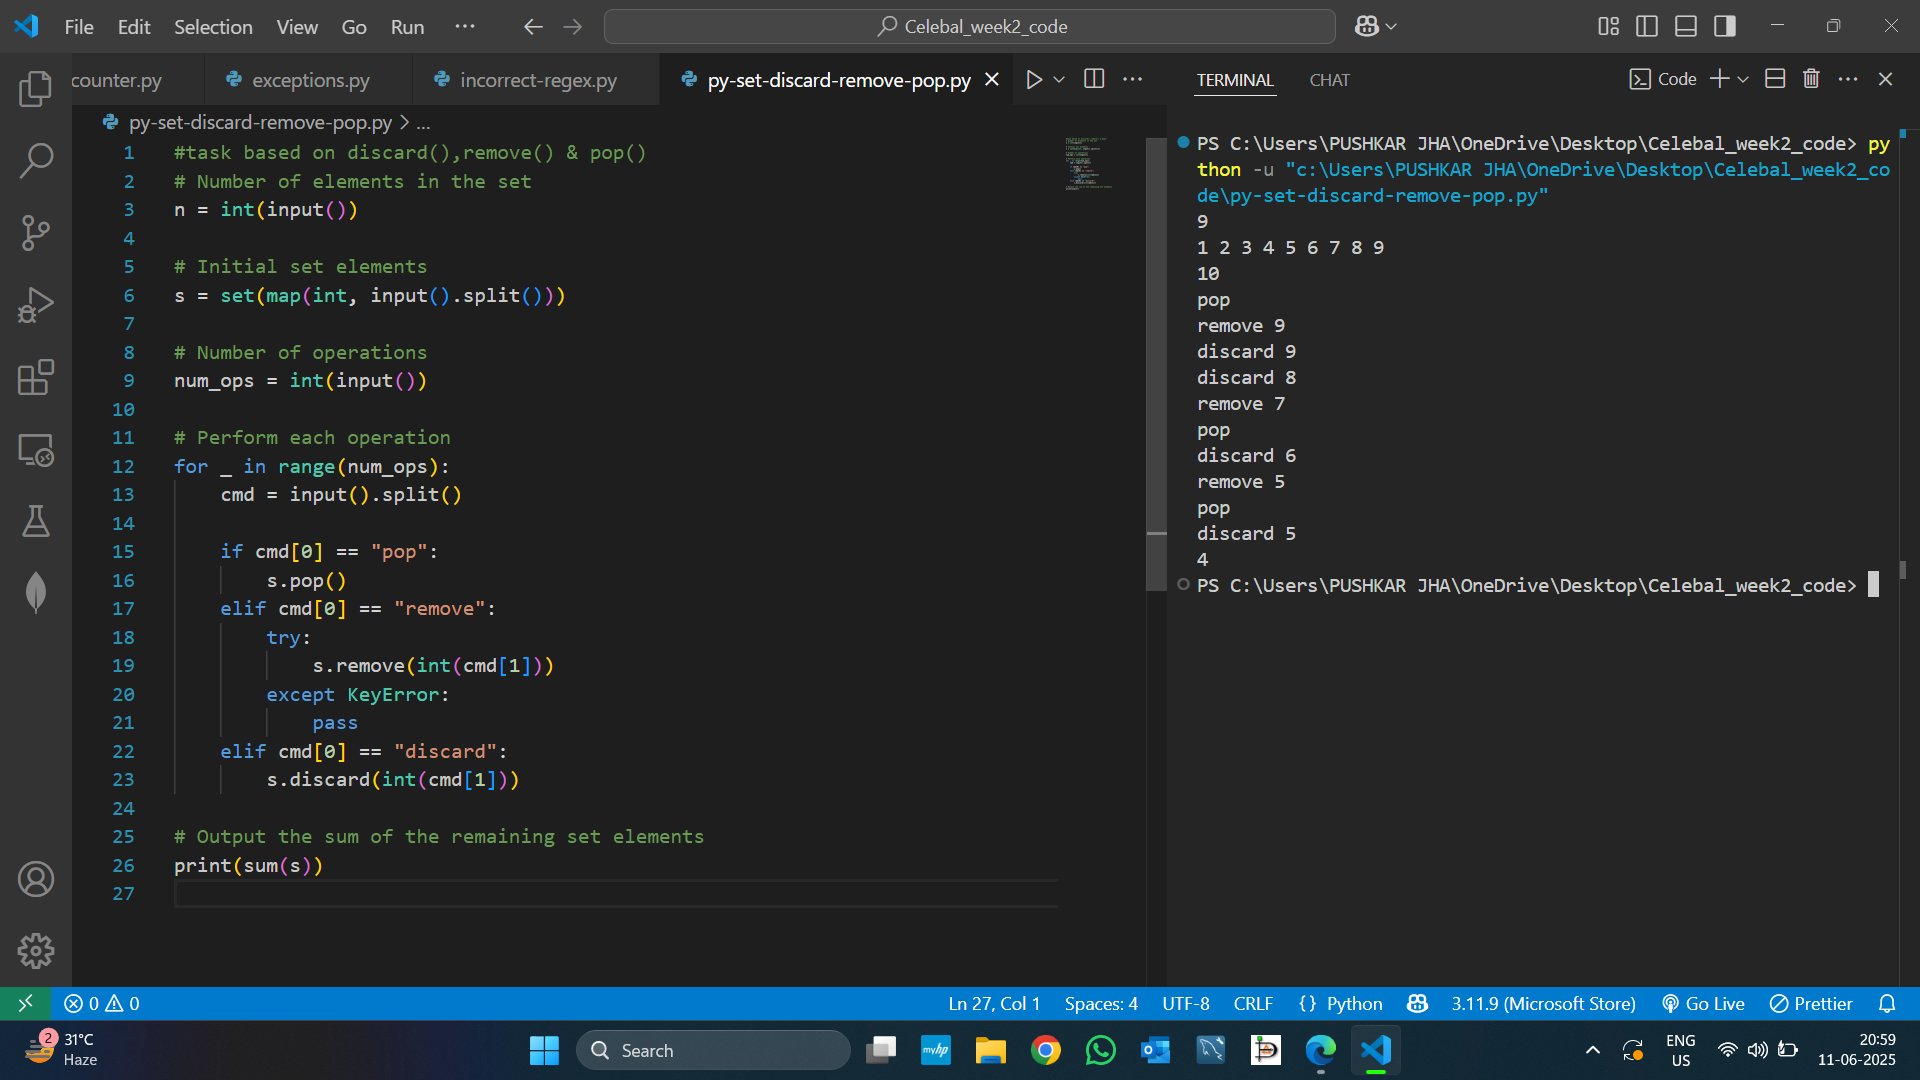 File Edit Selection View Go Run ··· Celebal_week2_code
counter.py exceptions.py incorrect-regex.py py-set-discard-remove-pop.py
py-set-discard-remove-pop.py > ...
1 #task based on discard(),remove() & pop()
2 # Number of elements in the set
3 n = int(input())
4
5 # Initial set elements
6 s = set(map(int, input().split()))
7
8 # Number of operations
9 num_ops = int(input())
10
11 # Perform each operation
12 for _ in range(num_ops):
13     cmd = input().split()
14
15     if cmd[0] == "pop":
16         s.pop()
17     elif cmd[0] == "remove":
18         try:
19             s.remove(int(cmd[1]))
20         except KeyError:
21             pass
22     elif cmd[0] == "discard":
23         s.discard(int(cmd[1]))
24
25 # Output the sum of the remaining set elements
26 print(sum(s))
27
TERMINAL CHAT Code
PS C:\Users\PUSHKAR JHA\OneDrive\Desktop\Celebal_week2_code> py
thon -u "c:\Users\PUSHKAR JHA\OneDrive\Desktop\Celebal_week2_co
de\py-set-discard-remove-pop.py"
9
1 2 3 4 5 6 7 8 9
10
pop
remove 9
discard 9
discard 8
remove 7
pop
discard 6
remove 5
pop
discard 5
4
PS C:\Users\PUSHKAR JHA\OneDrive\Desktop\Celebal_week2_code>
0 0 Ln 27, Col 1 Spaces: 4 UTF-8 CRLF {} Python 3.11.9 (Microsoft Store) Go Live Prettier
2 31°C
Haze
Search
myhp
ENG
US
20:59
11-06-2025